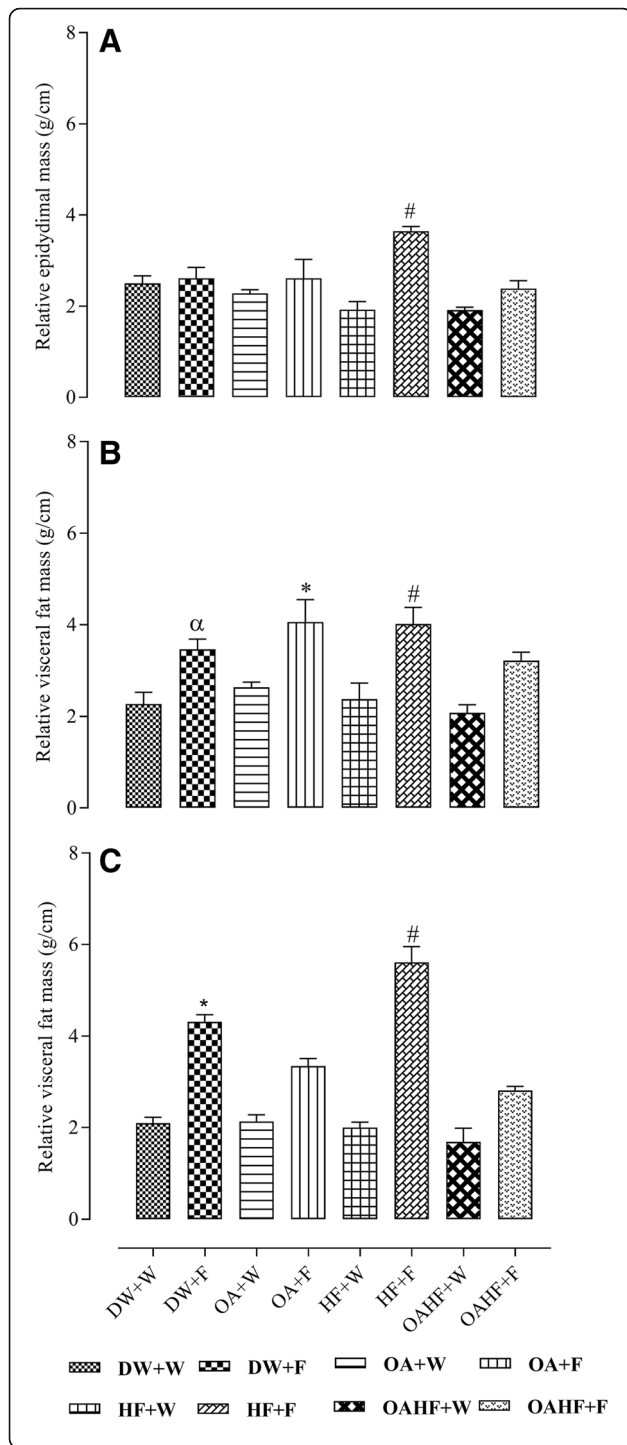 A
Relative epidydimal mass (g/cm)
8
6
4
2
0
#
B
Relative visceral fat mass (g/cm)
8
6
4
2
0
α
*
#
C
Relative visceral fat mass (g/cm)
8
6
4
2
0
*
#
DW+W
DW+F
OA+W
OA+F
HF+W
HF+F
OAHF+W
OAHF+F
DW+W DW+F OA+W OA+F
HF+W HF+F OAHF+W OAHF+F